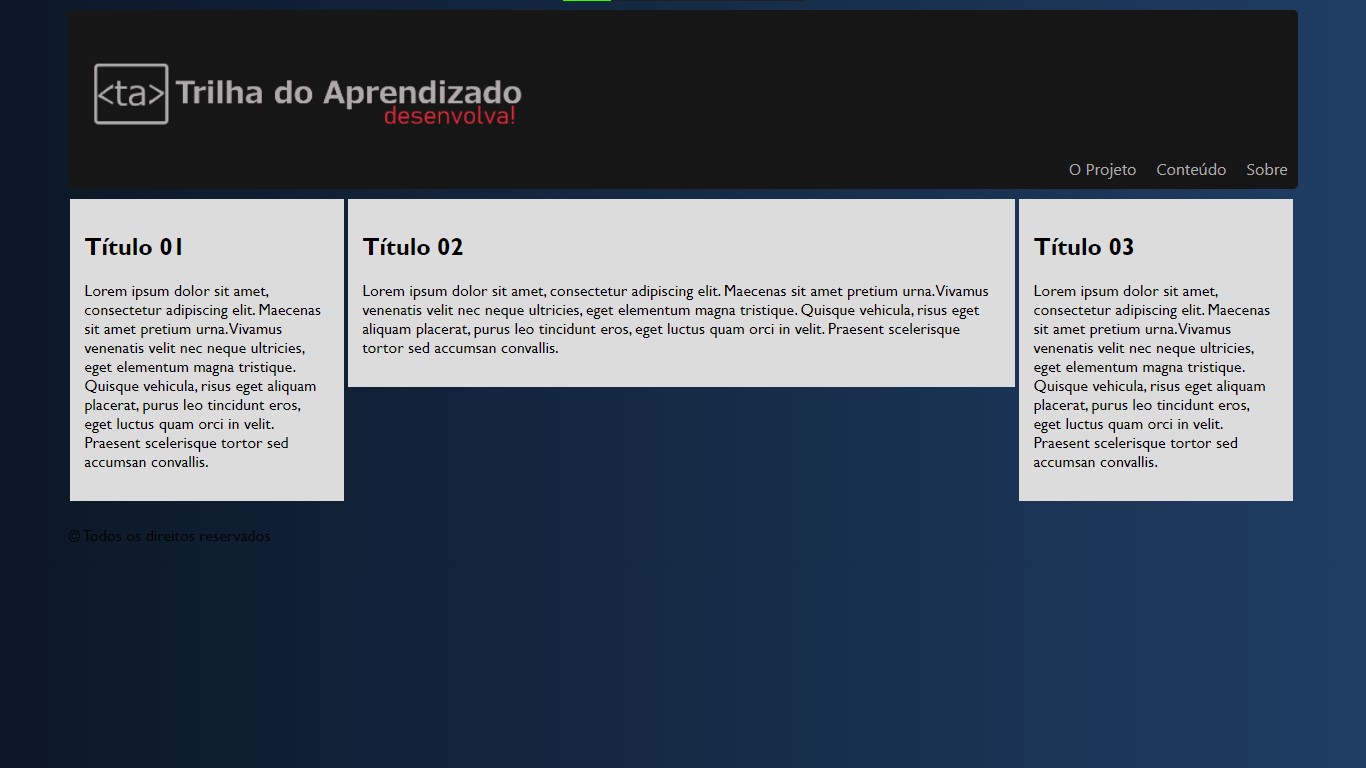 <ta> Trilha do Aprendizado
desenvolva!
O Projeto Conteúdo Sobre
Título 01
Lorem ipsum dolor sit amet,
consectetur adipiscing elit. Maecenas
sit amet pretium urna. Vivamus
venenatis velit nec neque ultricies,
eget elementum magna tristique.
Quisque vehicula, risus eget aliquam
placerat, purus leo tincidunt eros,
eget luctus quam orci in velit.
Praesent scelerisque tortor sed
accumsan convallis.
Título 02
Lorem ipsum dolor sit amet, consectetur adipiscing elit. Maecenas sit amet pretium urna. Vivamus
venenatis velit nec neque ultricies, eget elementum magna tristique. Quisque vehicula, risus eget
aliquam placerat, purus leo tincidunt eros, eget luctus quam orci in velit. Praesent scelerisque
tortor sed accumsan convallis.
Título 03
Lorem ipsum dolor sit amet,
consectetur adipiscing elit. Maecenas
sit amet pretium urna. Vivamus
venenatis velit nec neque ultricies,
eget elementum magna tristique.
Quisque vehicula, risus eget aliquam
placerat, purus leo tincidunt eros,
eget luctus quam orci in velit.
Praesent scelerisque tortor sed
accumsan convallis.
© Todos os direitos reservados